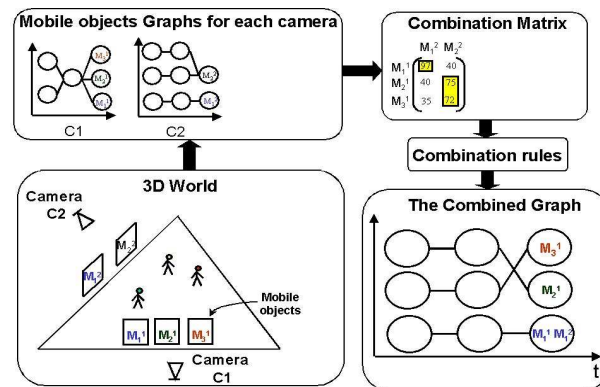 Mobile objects Graphs for each camera
M₃¹
M₂¹
M₁¹
C1
M₂²
M₁²
C2
Combination Matrix
M₁² M₂²
M₁¹ 97 40
M₂¹ 40 75
M₃¹ 35 72
Combination rules
3D World
Camera
C2
M₂²
M₁²
Mobile
objects
M₁¹ M₂¹ M₃¹
Camera
C1
The Combined Graph
M₃¹
M₂¹
M₁¹ M₁²
t